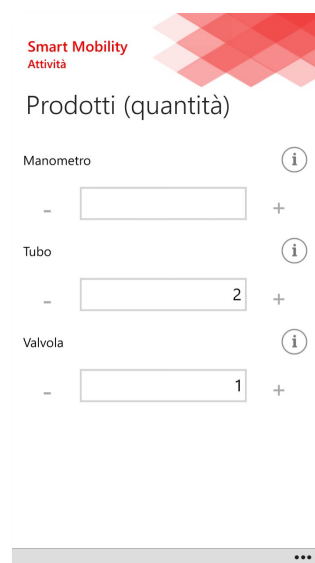 Smart Mobility
Attività
Prodotti (quantità)
Manometro
i
- +
Tubo
i
- 2 +
Valvola
i
- 1 +
•••